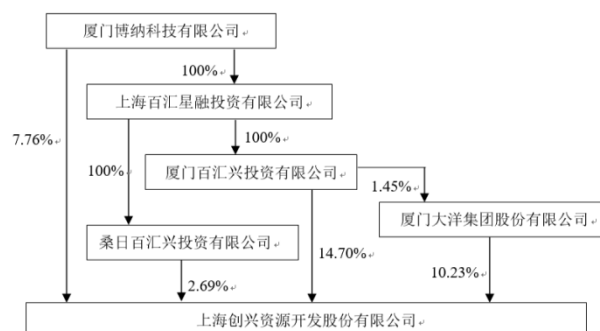 厦门博纳科技有限公司
100%
上海百汇星融投资有限公司
7.76%
100%
100%
厦门百汇兴投资有限公司
1.45%
厦门大洋集团股份有限公司
桑日百汇兴投资有限公司
14.70%
10.23%
2.69%
上海创兴资源开发股份有限公司